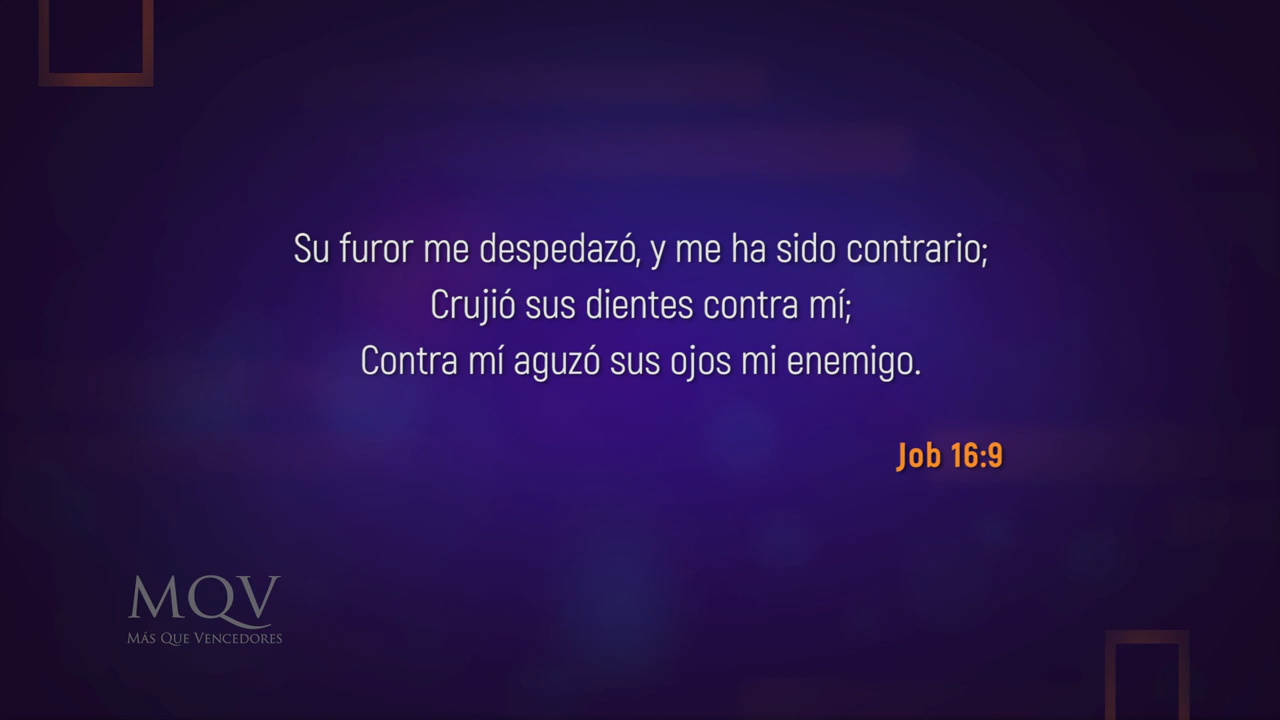 Su furor me despedazó, y me ha sido contrario;
Crujió sus dientes contra mí;
Contra mí aguzó sus ojos mi enemigo.
Job 16:9
MQV
Más Que Vencedores